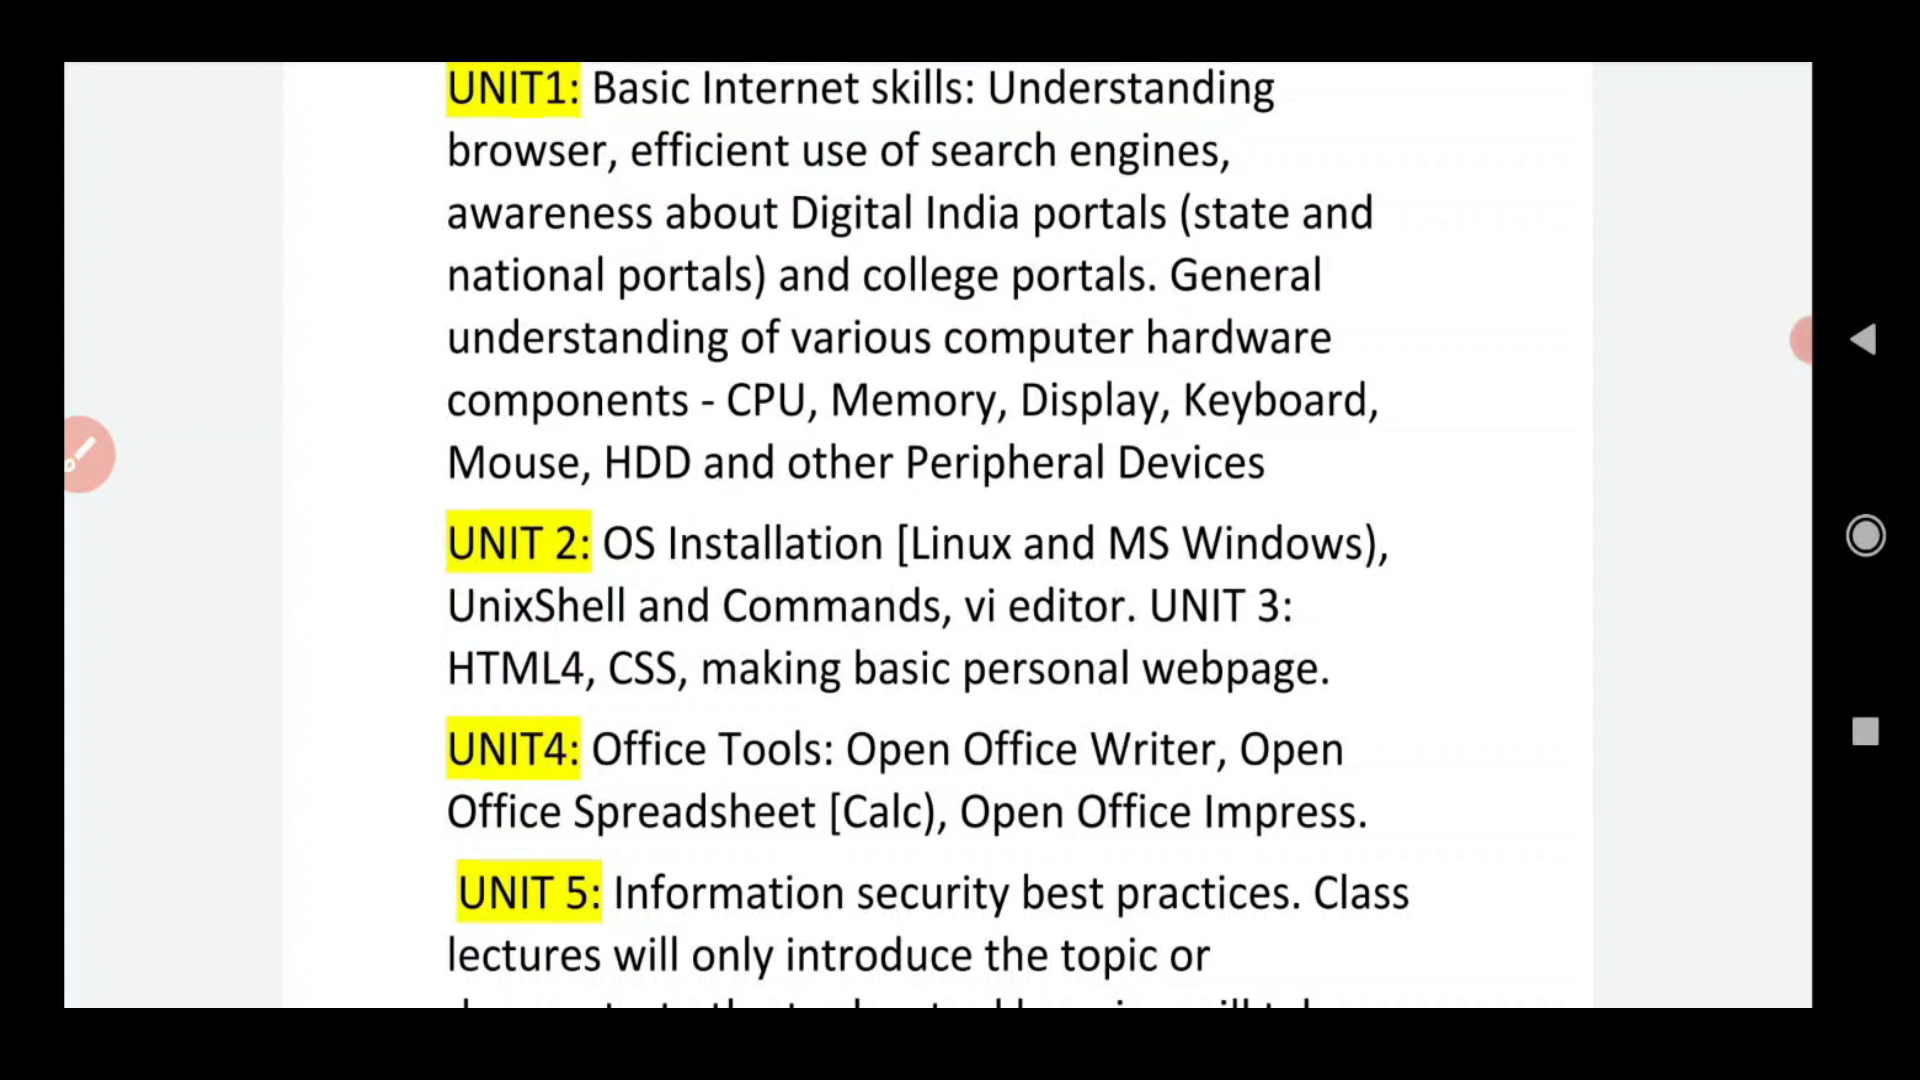 UNIT1: Basic Internet skills: Understanding
browser, efficient use of search engines,
awareness about Digital India portals (state and
national portals) and college portals. General
understanding of various computer hardware
components - CPU, Memory, Display, Keyboard,
Mouse, HDD and other Peripheral Devices
UNIT 2: OS Installation [Linux and MS Windows),
UnixShell and Commands, vi editor. UNIT 3:
HTML4, CSS, making basic personal webpage.
UNIT4: Office Tools: Open Office Writer, Open
Office Spreadsheet [Calc), Open Office Impress.
UNIT 5: Information security best practices. Class
lectures will only introduce the topic or